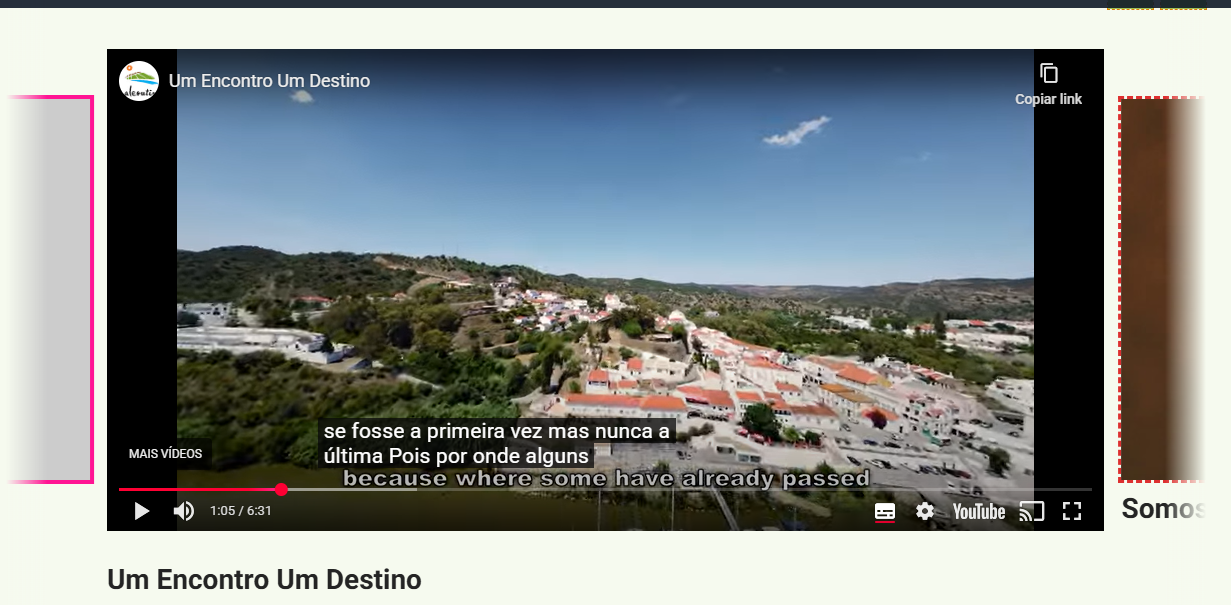 alcoutim
Um Encontro Um Destino
Copiar link
se fosse a primeira vez mas nunca a
última Pois por onde alguns
MAIS VÍDEOS
because where some have already passed
1:05 / 6:31
YouTube
Somos
Um Encontro Um Destino